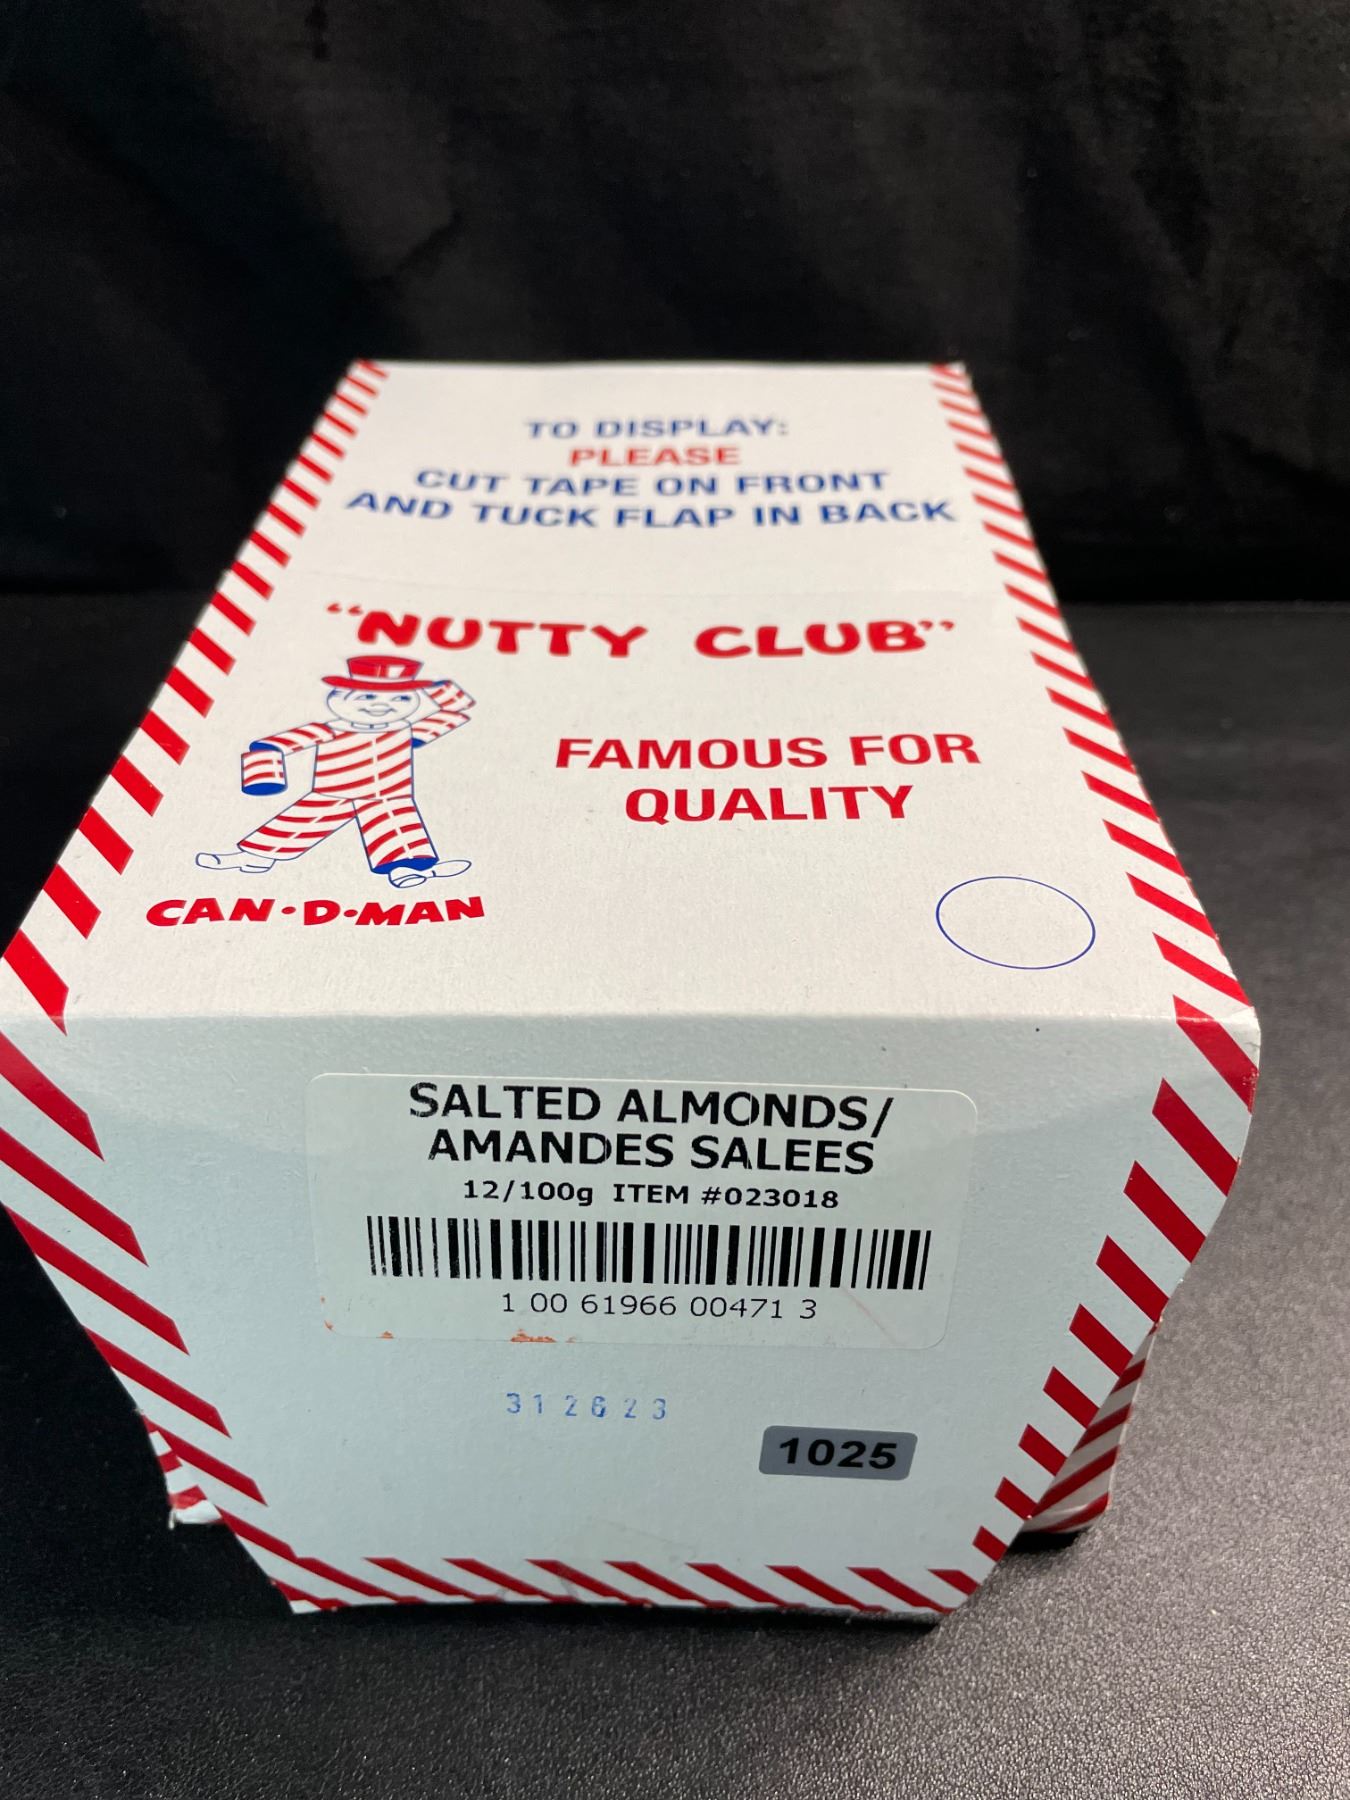 TO DISPLAY:
PLEASE
CUT TAPE ON FRONT
AND TUCK FLAP IN BACK
“NUTTY CLUB”
FAMOUS FOR
QUALITY
CAN•D•MAN
SALTED ALMONDS/
AMANDES SALEES
12/100g ITEM #023018
1 00 61966 00471 3
312623
1025